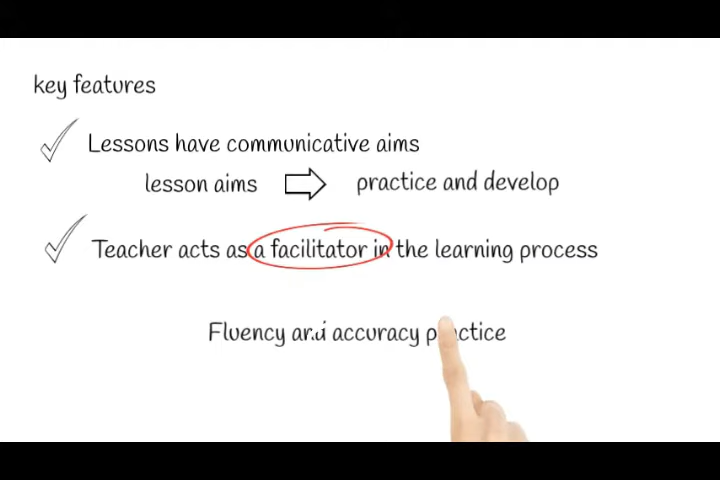 key features
Lessons have communicative aims
lesson aims practice and develop
Teacher acts as a facilitator in the learning process
Fluency and accuracy practice